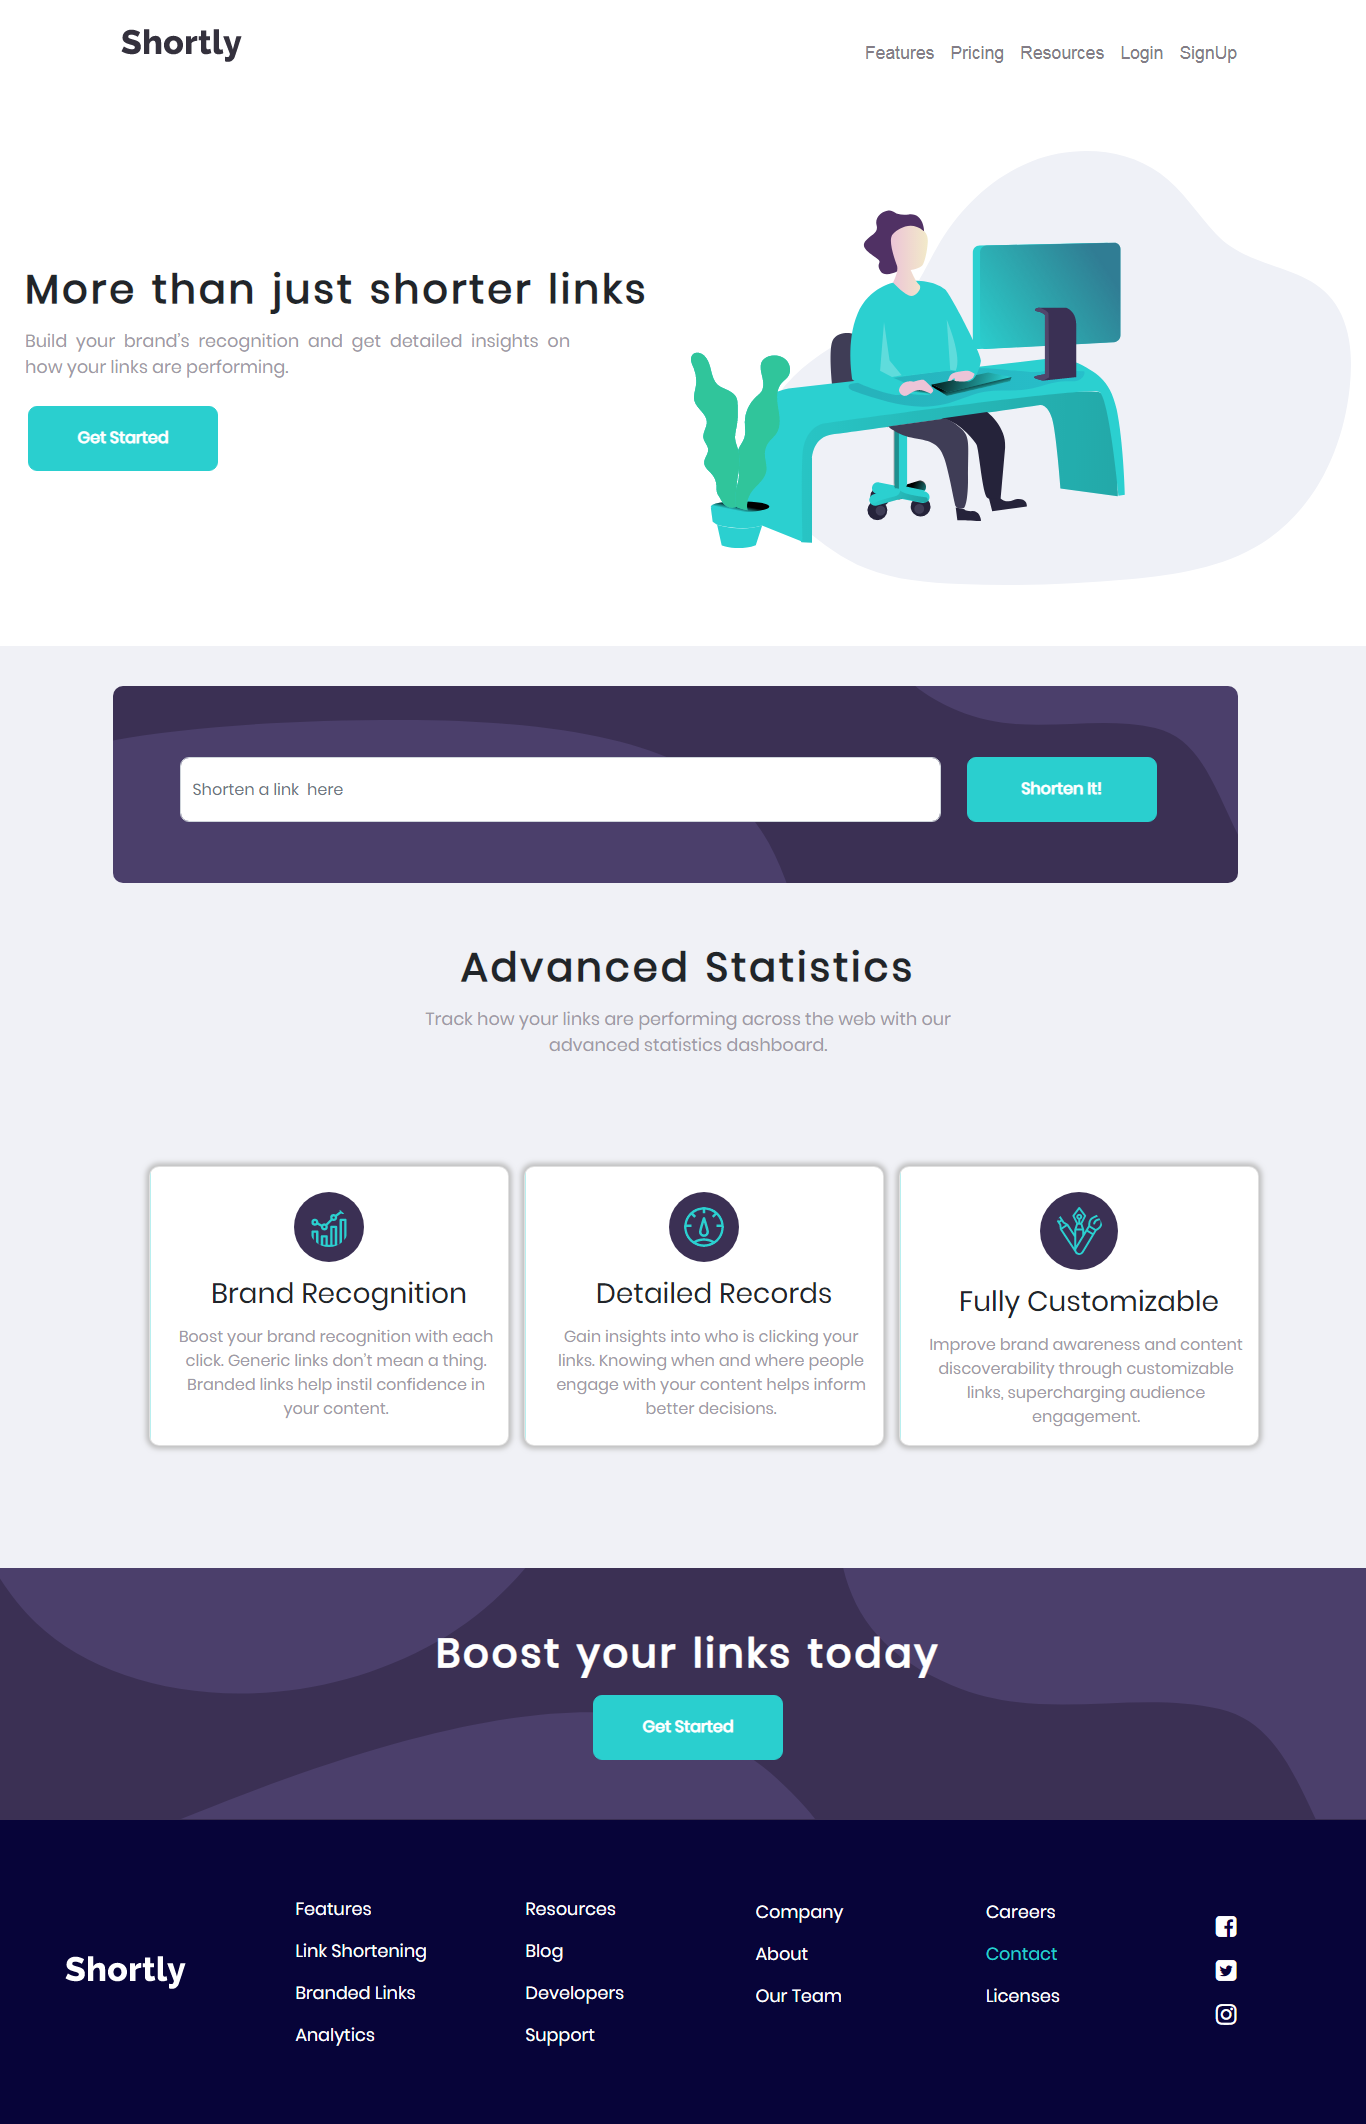 Shortly
Features Pricing Resources Login SignUp
More than just shorter links
Build your brand's recognition and get detailed insights on
how your links are performing.
Get Started
Shorten a link here
Shorten It!
Advanced Statistics
Track how your links are performing across the web with our
advanced statistics dashboard.
Brand Recognition
Boost your brand recognition with each
click. Generic links don't mean a thing.
Branded links help instil confidence in
your content.
Detailed Records
Gain insights into who is clicking your
links. Knowing when and where people
engage with your content helps inform
better decisions.
Fully Customizable
Improve brand awareness and content
discoverability through customizable
links, supercharging audience
engagement.
Boost your links today
Get Started
Shortly
Features
Link Shortening
Branded Links
Analytics
Resources
Blog
Developers
Support
Company
About
Our Team
Careers
Contact
Licenses